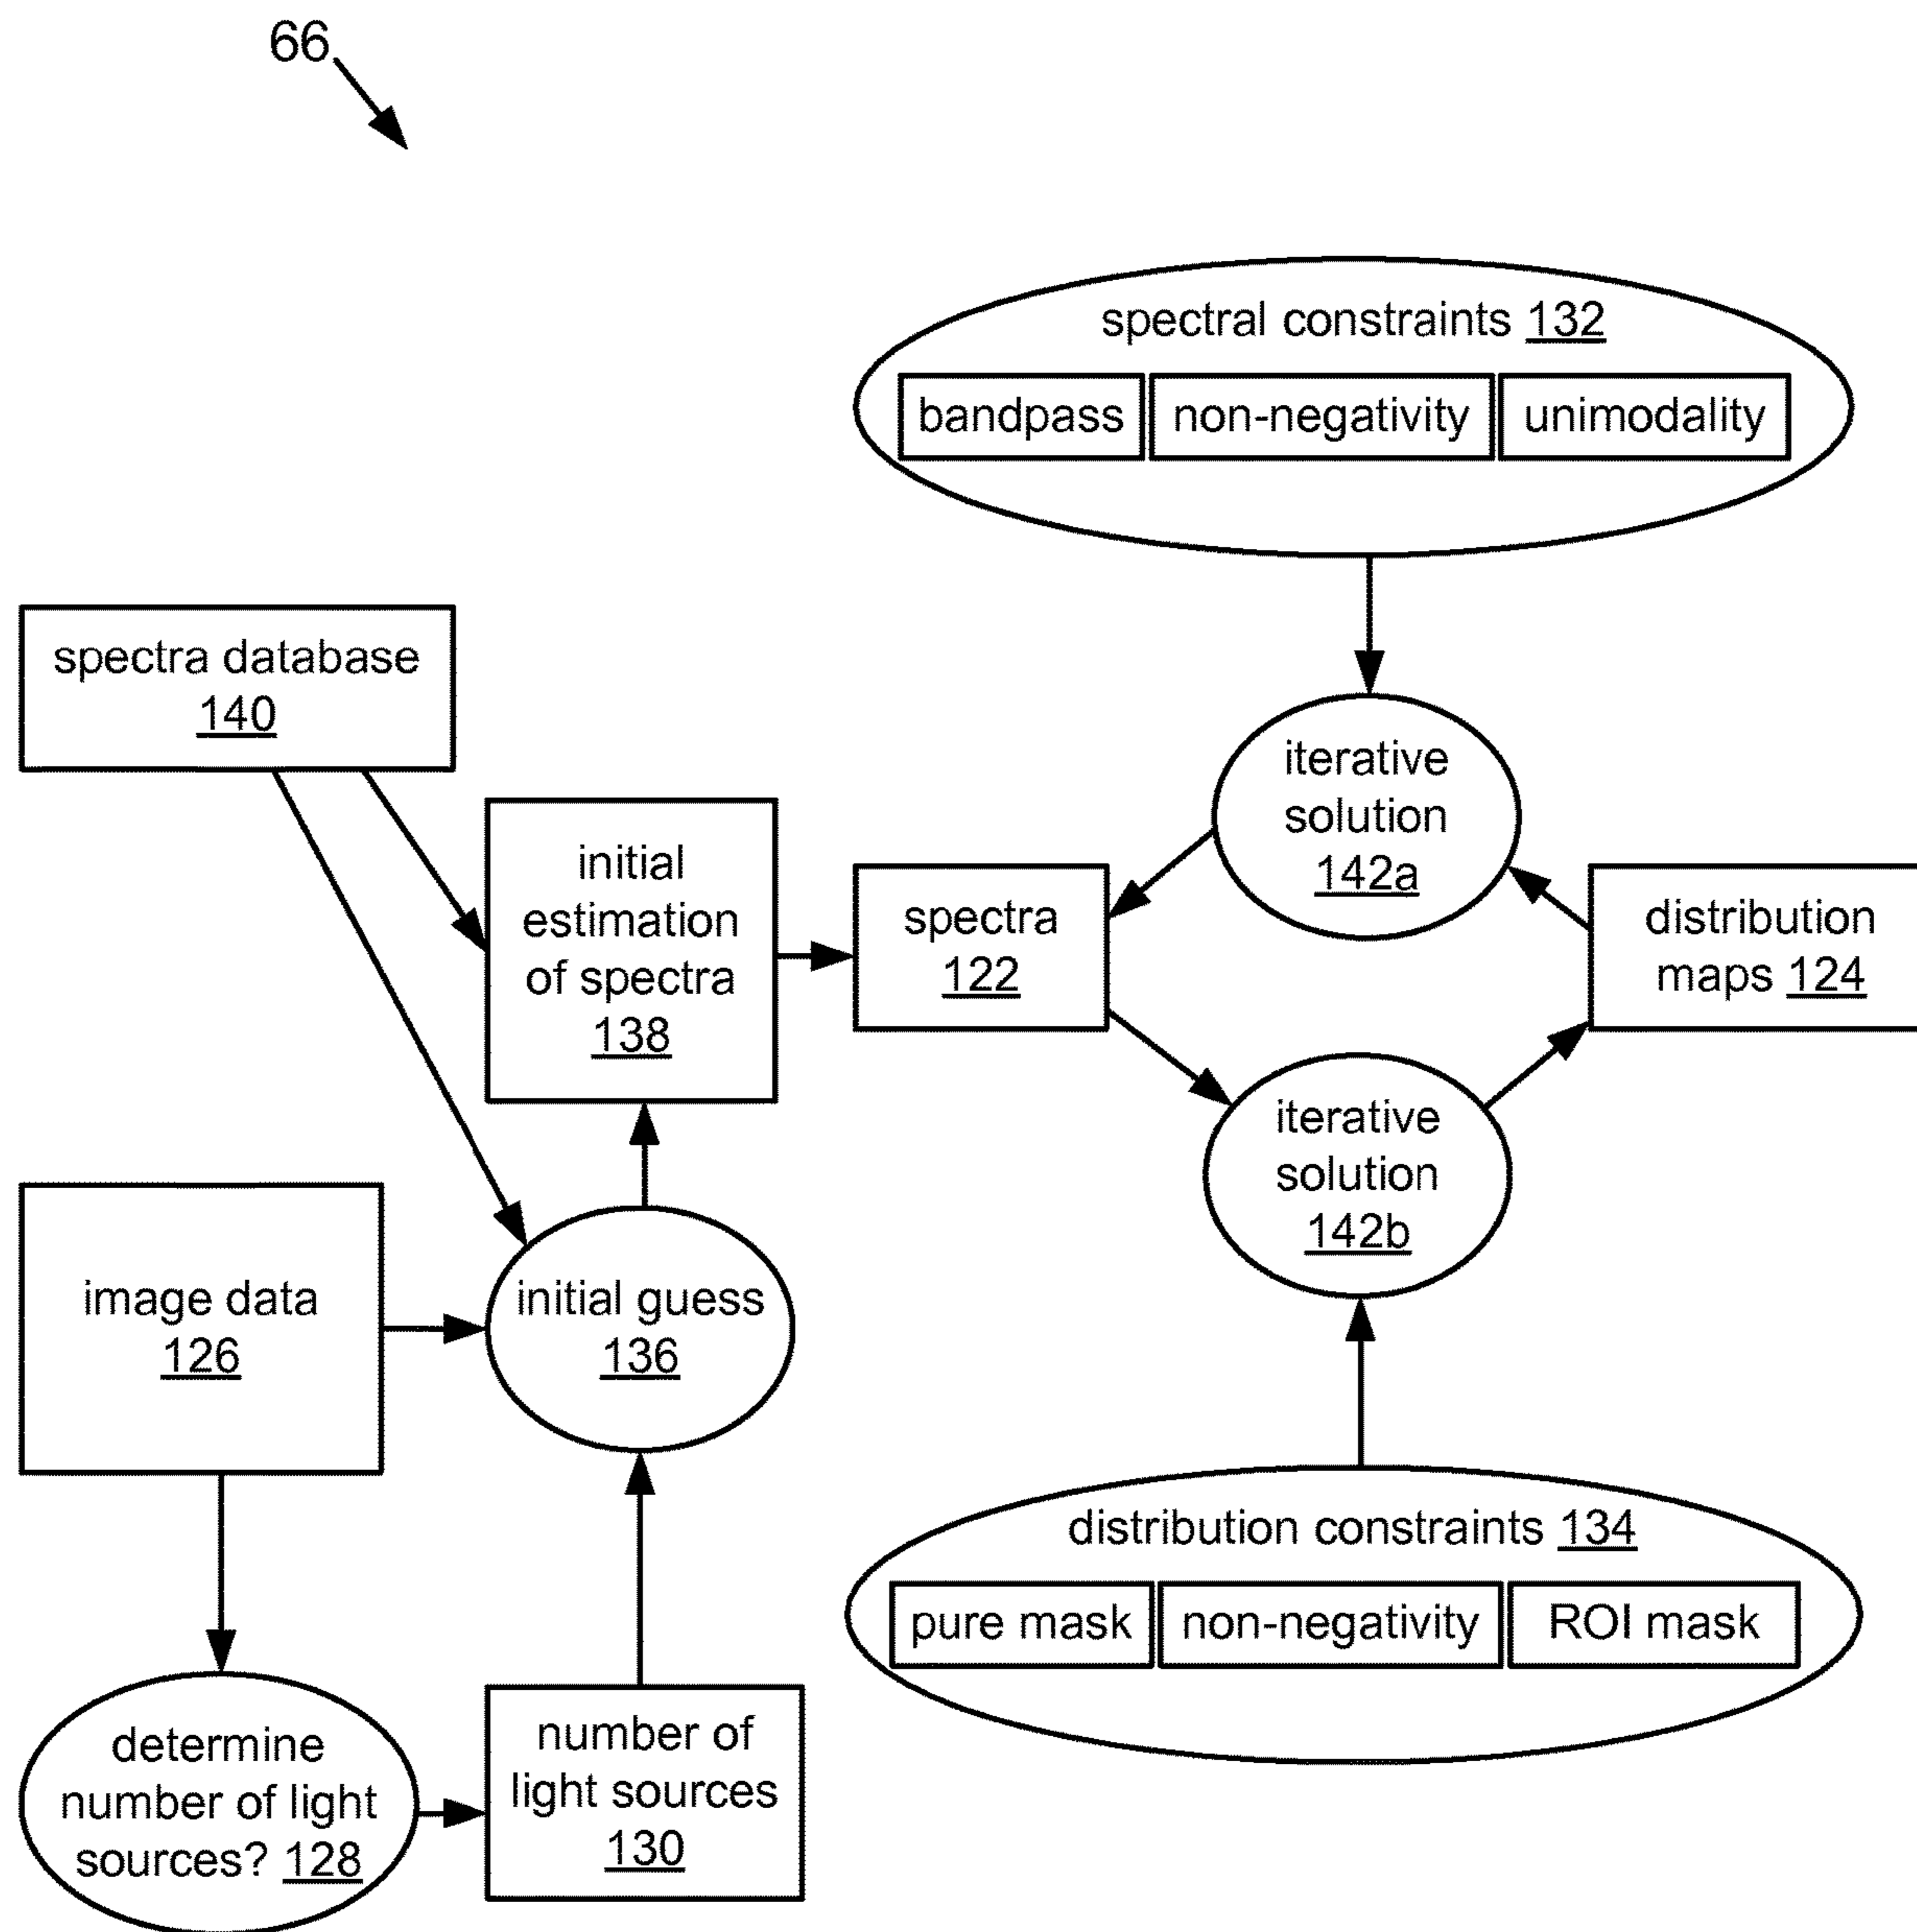 66
spectral constraints 132
bandpass non-negativity unimodality
spectra database
140
iterative
solution
142a
initial
estimation
of spectra
138
spectra
122
distribution
maps 124
iterative
solution
142b
image data
126
initial guess
136
distribution constraints 134
pure mask non-negativity ROI mask
determine
number of light
sources? 128
number of
light sources
130